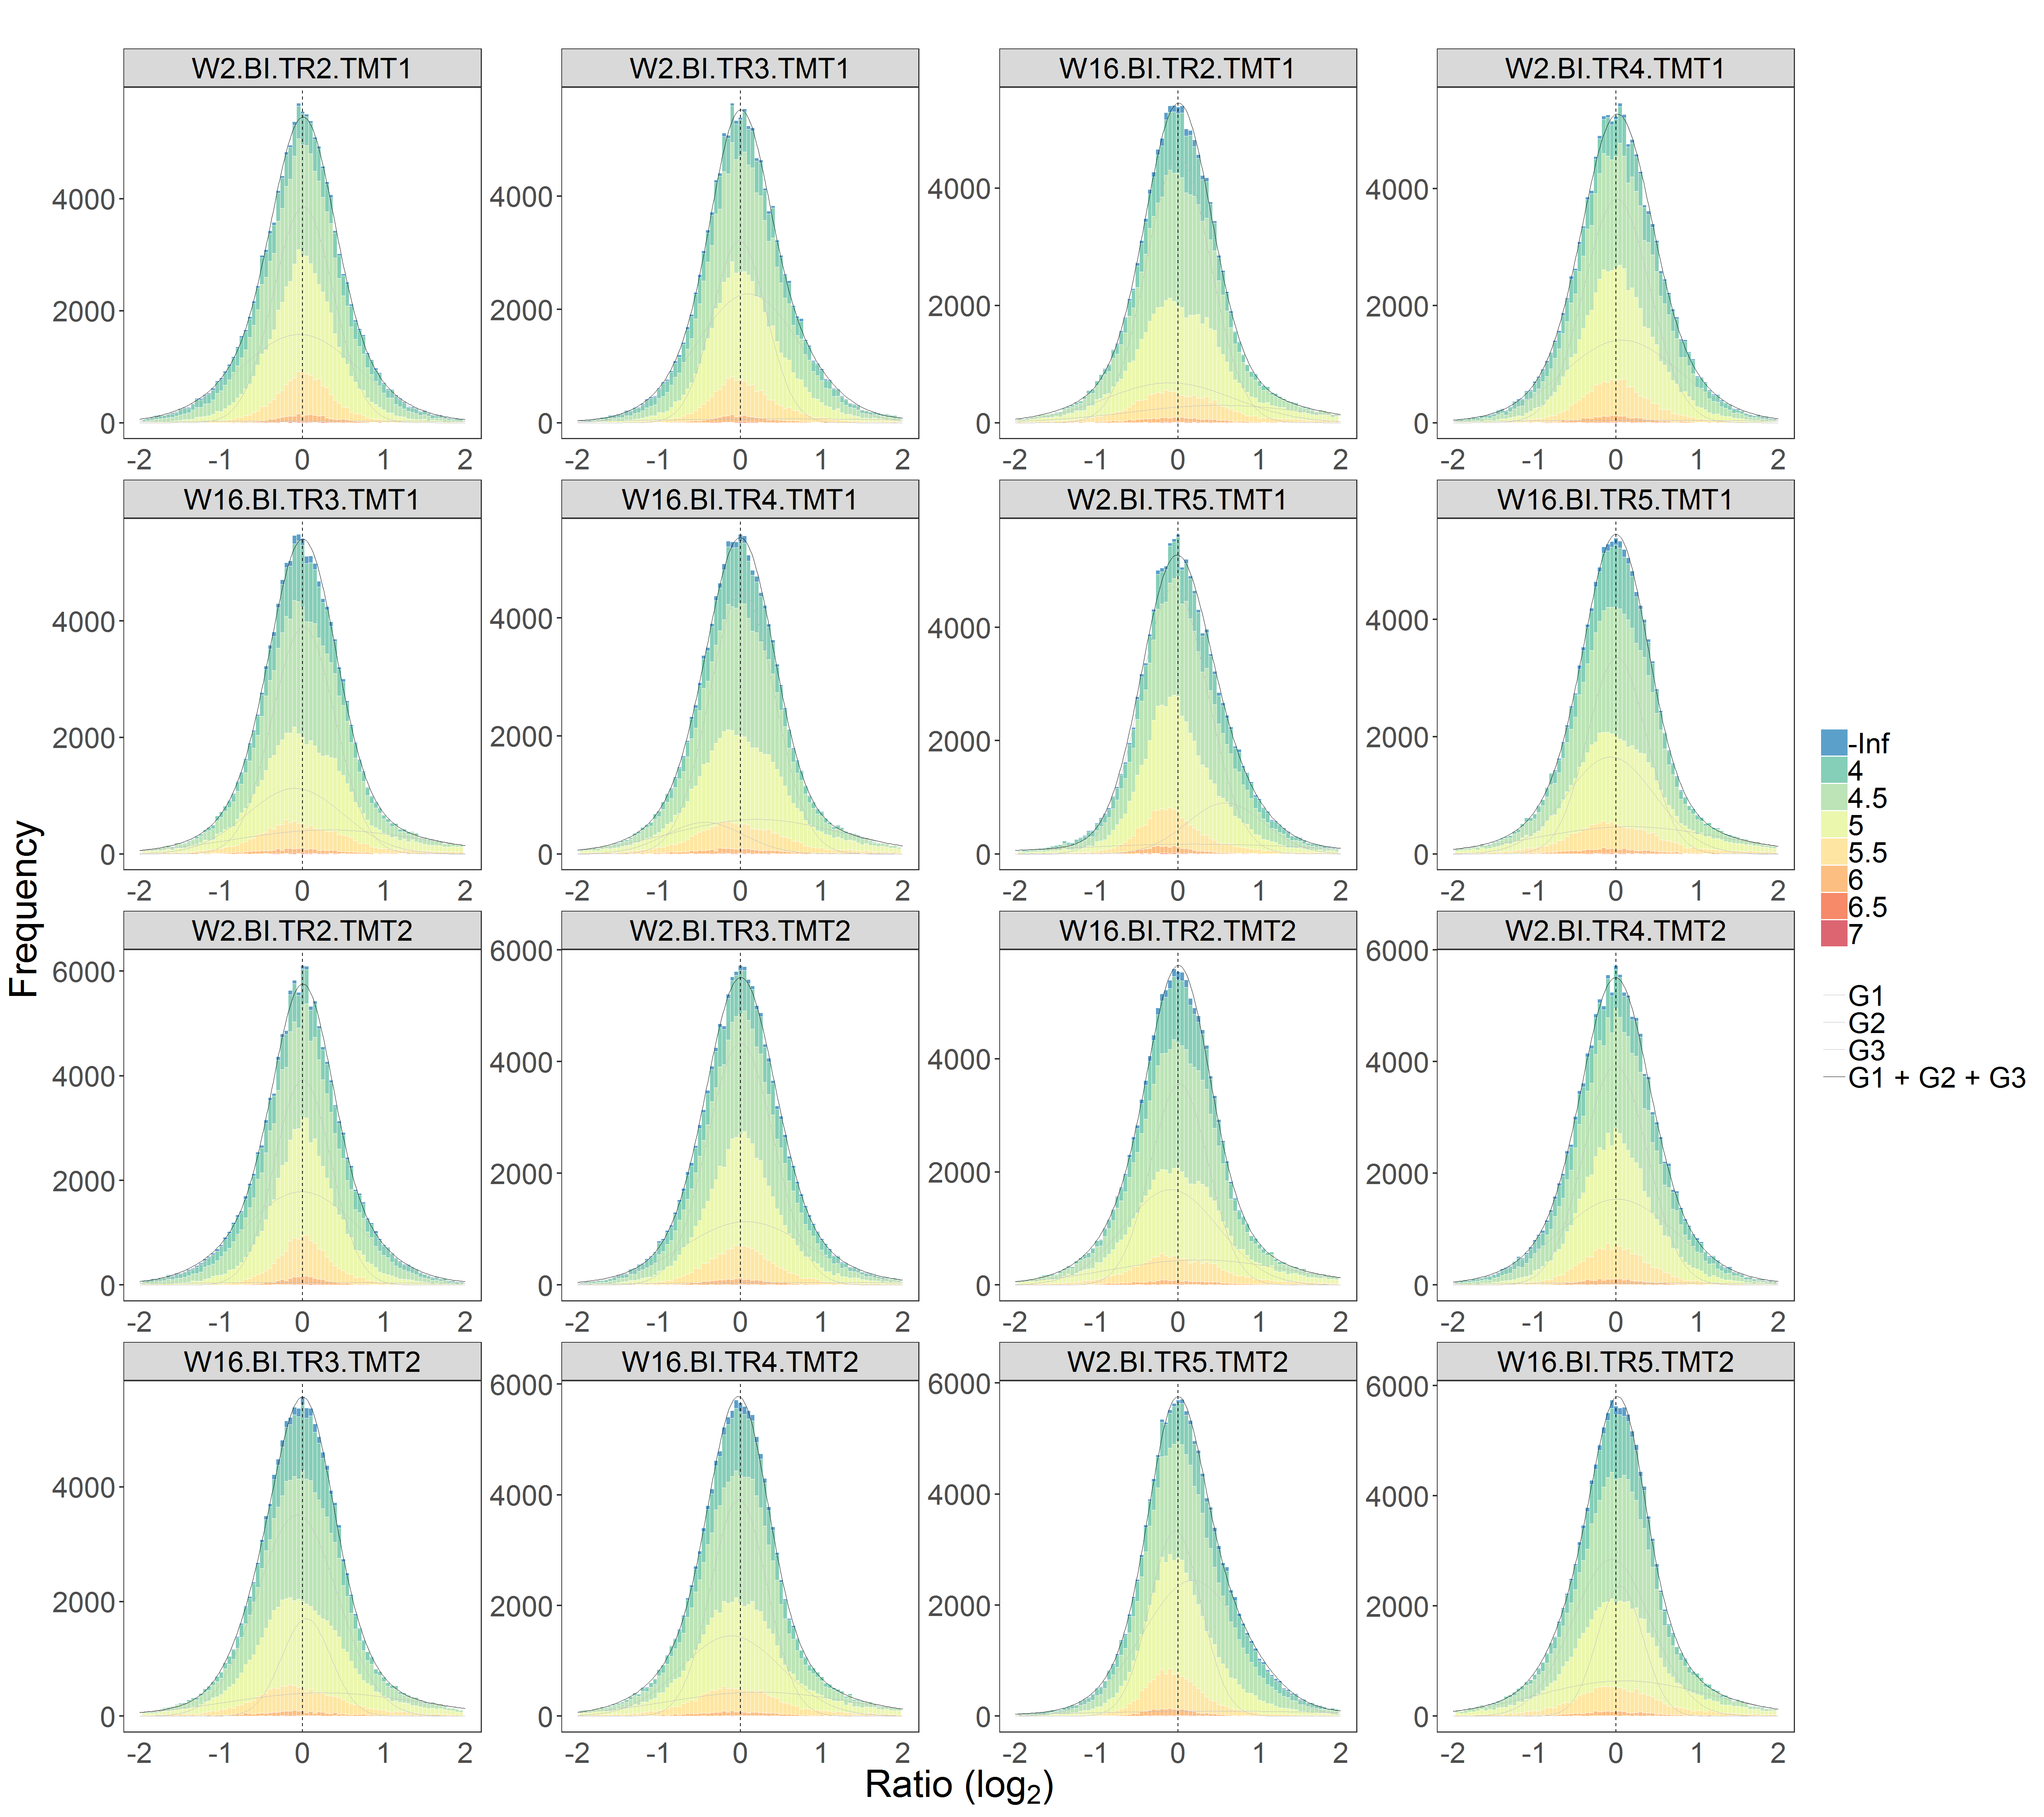 W2.BI.TR2.TMT1 W2.BI.TR3.TMT1 W16.BI.TR2.TMT1 W2.BI.TR4.TMT1
4000 4000 4000 4000
2000 2000 2000 2000
0 0 0 0
-2 -1 0 1 2 -2 -1 0 1 2 -2 -1 0 1 2 -2 -1 0 1 2
W16.BI.TR3.TMT1 W16.BI.TR4.TMT1 W2.BI.TR5.TMT1 W16.BI.TR5.TMT1
4000 4000 4000 4000
2000 2000 2000 2000
0 0 0 0
-2 -1 0 1 2 -2 -1 0 1 2 -2 -1 0 1 2 -2 -1 0 1 2
W2.BI.TR2.TMT2 W2.BI.TR3.TMT2 W16.BI.TR2.TMT2 W2.BI.TR4.TMT2
6000 6000 6000
4000 4000 4000 4000
2000 2000 2000 2000
0 0 0 0
-2 -1 0 1 2 -2 -1 0 1 2 -2 -1 0 1 2 -2 -1 0 1 2
W16.BI.TR3.TMT2 W16.BI.TR4.TMT2 W2.BI.TR5.TMT2 W16.BI.TR5.TMT2
6000 6000 6000
4000 4000 4000 4000
2000 2000 2000 2000
0 0 0 0
-2 -1 0 1 2 -2 -1 0 1 2 -2 -1 0 1 2 -2 -1 0 1 2
Frequency
Ratio (log₂)
-Inf
4
4.5
5
5.5
6
6.5
7
G1
G2
G3
G1 + G2 + G3